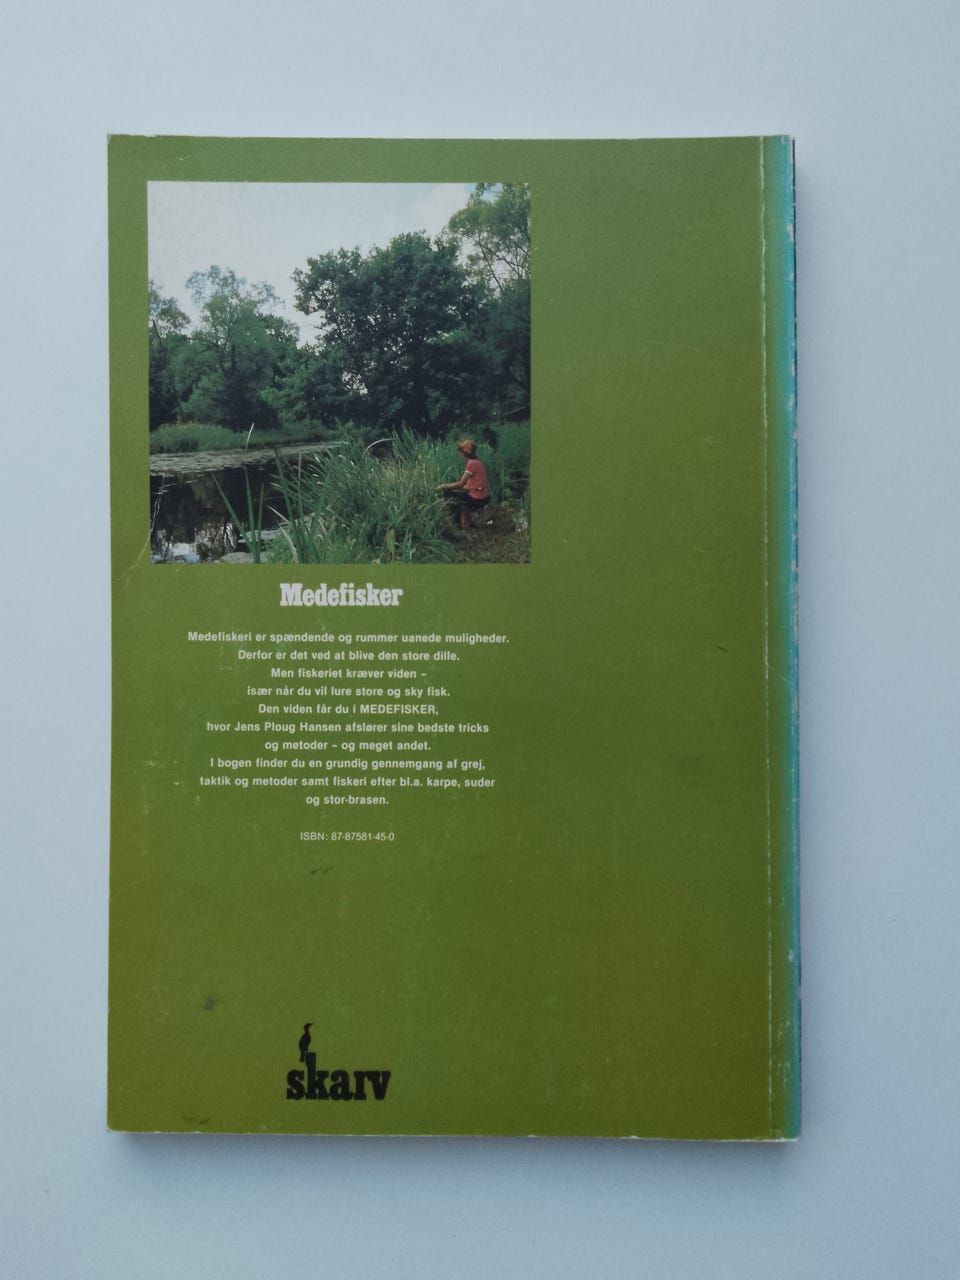 Medefisker
Medefiskeri er spændende og rummer uanede muligheder.
Derfor er det ved at blive den store dille.
Men fiskeriet kræver viden –
især når du vil lure store og sky fisk.
Den viden får du i MEDEFISKER,
hvor Jens Ploug Hansen afslører sine bedste tricks
og metoder – og meget andet.
I bogen finder du en grundig gennemgang af grej,
taktik og metoder samt fiskeri efter bl.a. karpe, suder
og stor-brasen.
ISBN: 87-87581-45-0
skarv